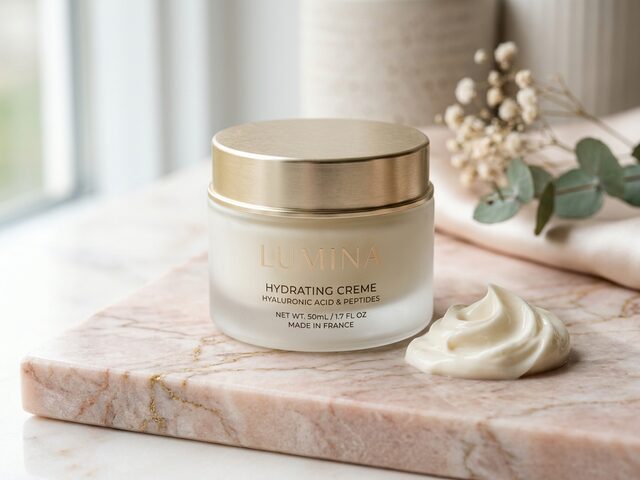 LUMINA
HYDRATING CREME
HYALURONIC ACID & PEPTIDES
NET WT. 50mL / 1.7 FL OZ
MADE IN FRANCE